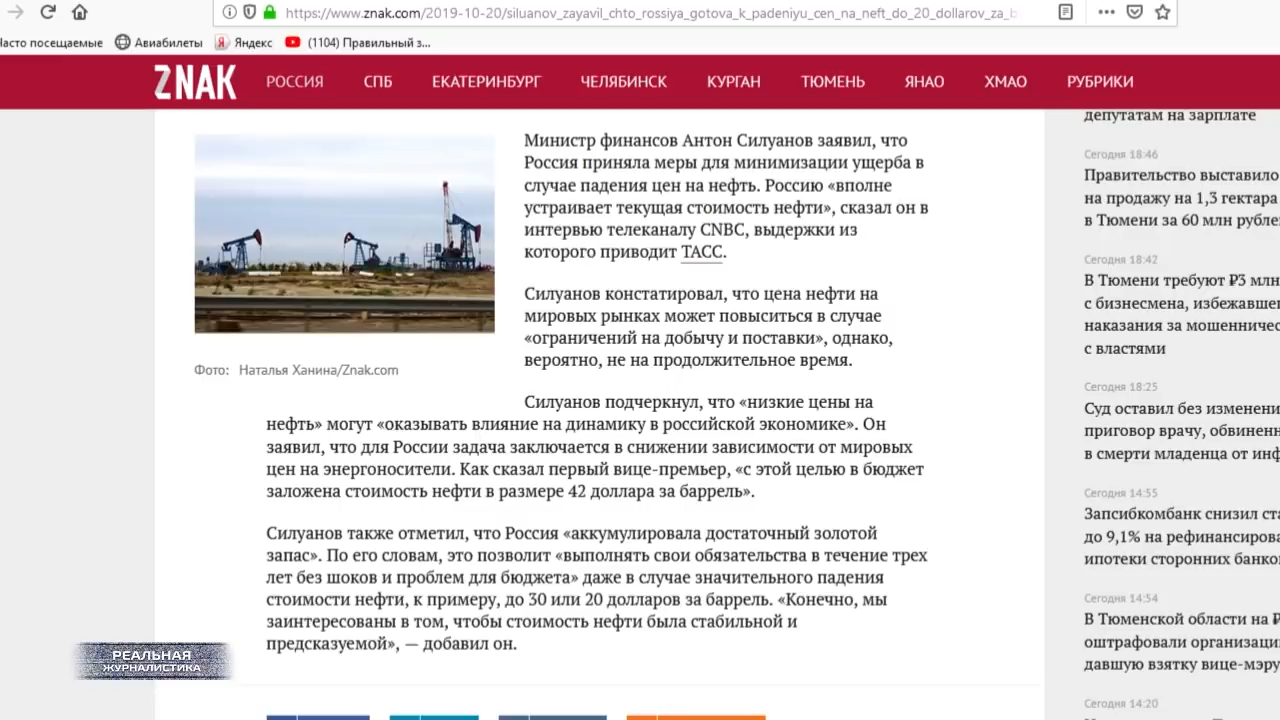 https://www.znak.com/2019-10-20/siluanov_zayavil_chto_rossiya_gotova_k_padeniyu_cen_na_neft_do_20_dollarov_za_b
Часто посещаемые Авиабилеты Яндекс (1104) Правильный з...
ZNAK РОССИЯ СПБ ЕКАТЕРИНБУРГ ЧЕЛЯБИНСК КУРГАН ТЮМЕНЬ ЯНАО ХМАО РУБРИКИ
Министр финансов Антон Силуанов заявил, что
Россия приняла меры для минимизации ущерба в
случае падения цен на нефть. Россию «вполне
устраивает текущая стоимость нефти», сказал он в
интервью телеканалу CNBC, выдержки из
которого приводит ТАСС.
Силуанов констатировал, что цена нефти на
мировых рынках может повыситься в случае
«ограничений на добычу и поставки», однако,
вероятно, не на продолжительное время.
Фото: Наталья Ханина/Znak.com
Силуанов подчеркнул, что «низкие цены на
нефть» могут «оказывать влияние на динамику в российской экономике». Он
заявил, что для России задача заключается в снижении зависимости от мировых
цен на энергоносители. Как сказал первый вице-премьер, «с этой целью в бюджет
заложена стоимость нефти в размере 42 доллара за баррель».
Силуанов также отметил, что Россия «аккумулировала достаточный золотой
запас». По его словам, это позволит «выполнять свои обязательства в течение трех
лет без шоков и проблем для бюджета» даже в случае значительного падения
стоимости нефти, к примеру, до 30 или 20 долларов за баррель. «Конечно, мы
заинтересованы в том, чтобы стоимость нефти была стабильной и
предсказуемой», — добавил он.
депутатам на зарплате
Сегодня 18:46
Правительство выставило
на продажу на 1,3 гектара
в Тюмени за 60 млн рубле
Сегодня 18:42
В Тюмени требуют ₽3 млн
с бизнесмена, избежавше
наказания за мошенничес
с властями
Сегодня 18:25
Суд оставил без изменени
приговор врачу, обвиненн
в смерти младенца от инф
Сегодня 14:55
Запсибкомбанк снизил ста
до 9,1% на рефинансирова
ипотеки сторонних банко
Сегодня 14:54
В Тюменской области на ₽
оштрафовали организаци
давшую взятку вице-мэру
Сегодня 14:20
РЕАЛЬНАЯ
ЖУРНАЛИСТИКА